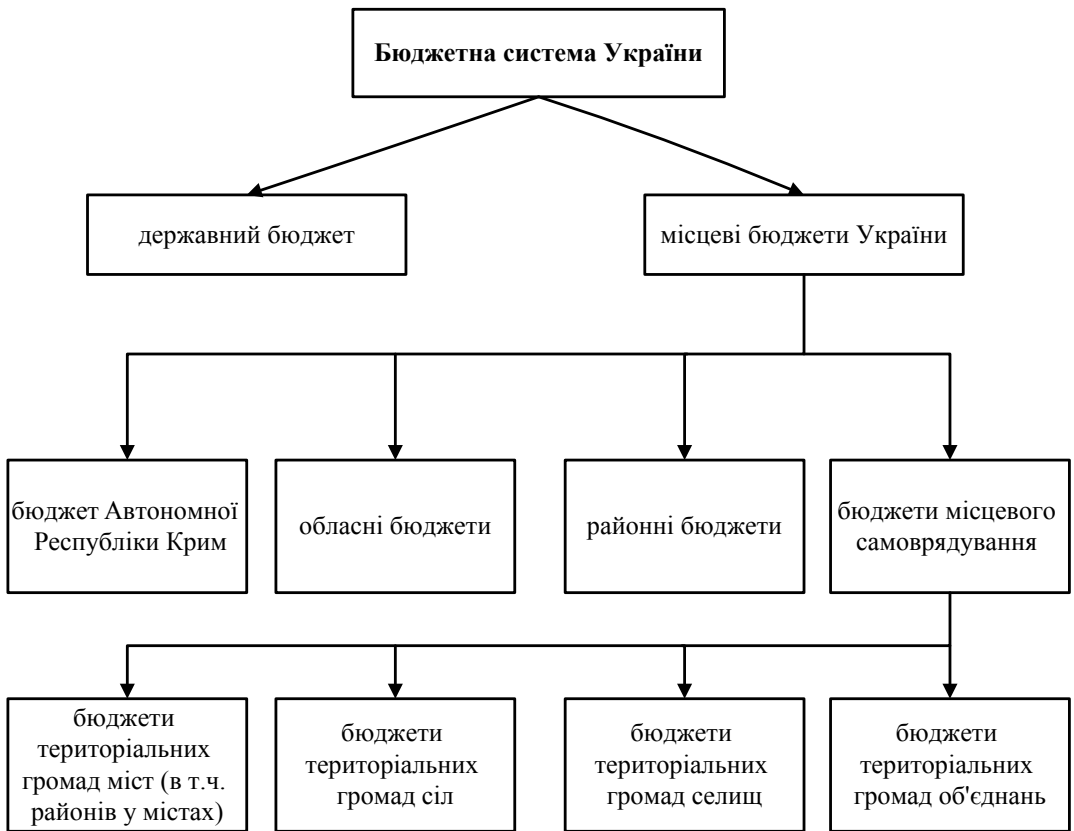 Бюджетна система України
державний бюджет
місцеві бюджети України
бюджет Автономної
Республіки Крим
обласні бюджети
районні бюджети
бюджети місцевого
самоврядування
бюджети
територіальних
громад міст (в т.ч.
районів у містах)
бюджети
територіальних
громад сіл
бюджети
територіальних
громад селищ
бюджети
територіальних
громад об'єднань